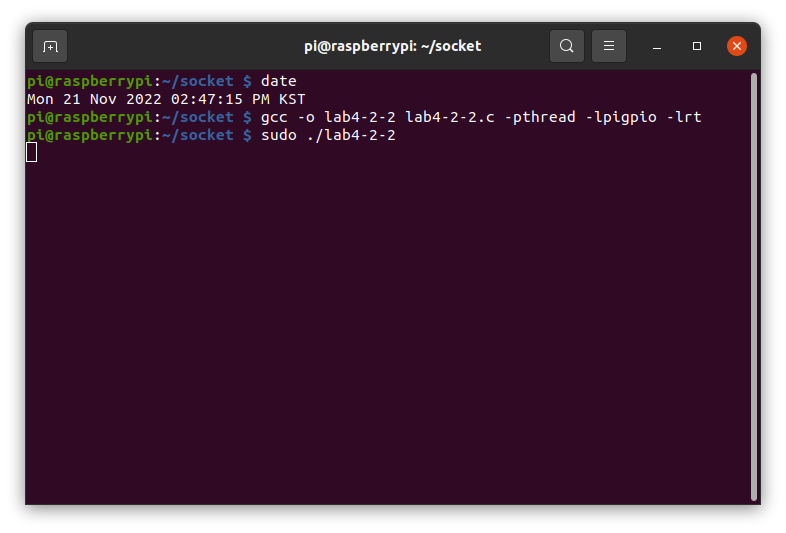 pi@raspberrypi: ~/socket
pi@raspberrypi:~/socket $ date
Mon 21 Nov 2022 02:47:15 PM KST
pi@raspberrypi:~/socket $ gcc -o lab4-2-2 lab4-2-2.c -pthread -lpigpio -lrt
pi@raspberrypi:~/socket $ sudo ./lab4-2-2